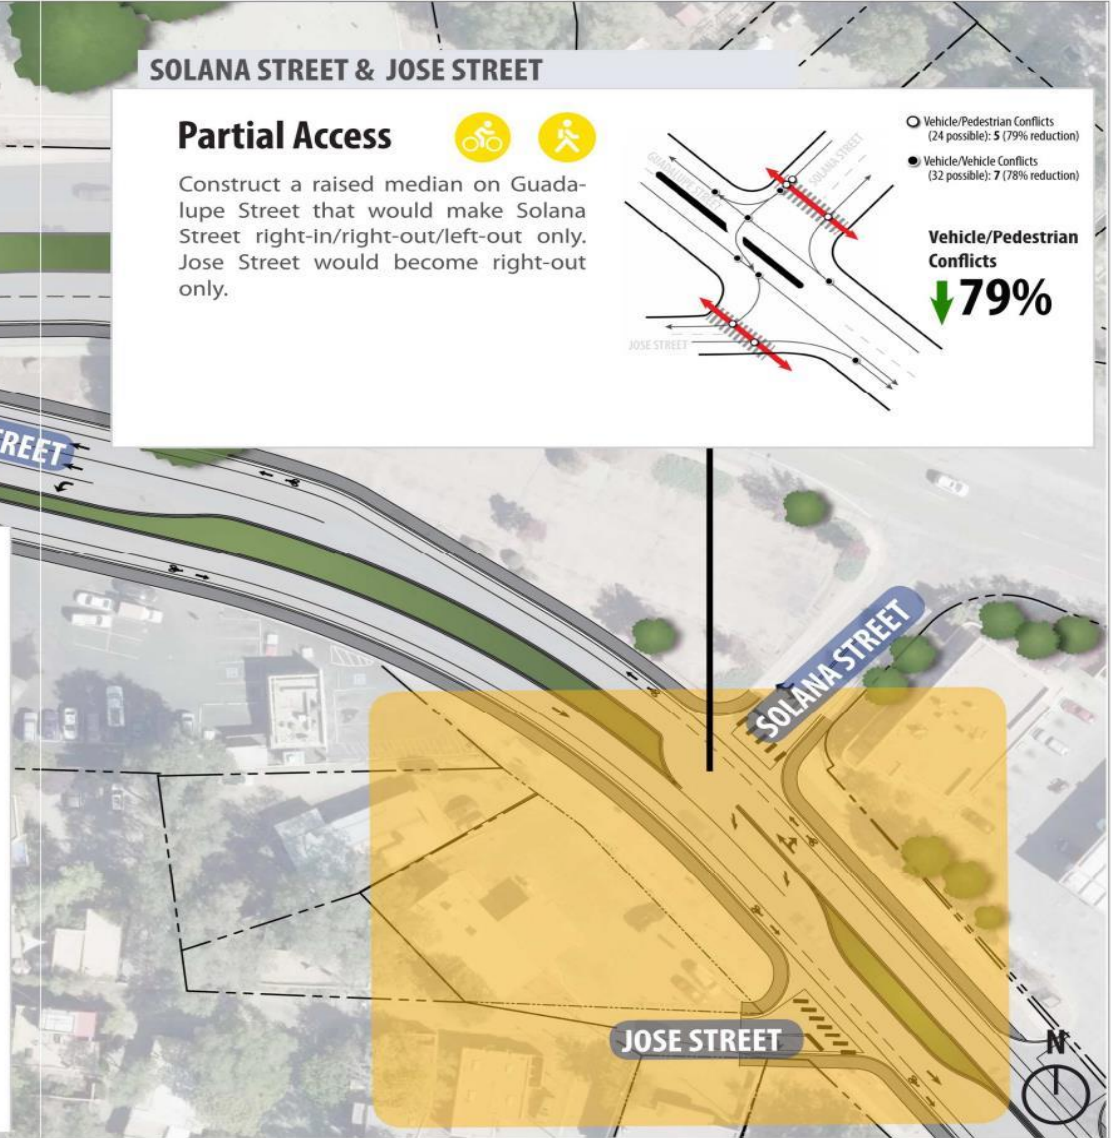 SOLANA STREET & JOSE STREET
Partial Access
Construct a raised median on Guada-
lupe Street that would make Solana
Street right-in/right-out/left-out only.
Jose Street would become right-out
only.
GUADALUPE STREET
SOLANA STREET
JOSE STREET
Vehicle/Pedestrian Conflicts
(24 possible): 5 (79% reduction)
Vehicle/Vehicle Conflicts
(32 possible): 7 (78% reduction)
Vehicle/Pedestrian
Conflicts
79%
REET
SOLANA STREET
JOSE STREET
N